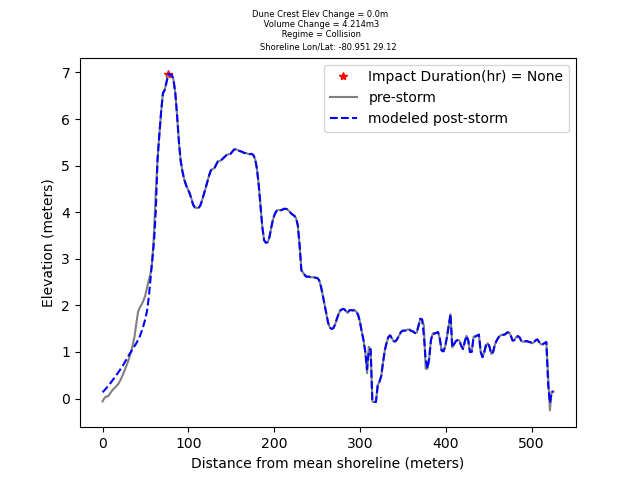 Dune Crest Elev Change = 0.0m
Volume Change = 4.214m3
Regime = Collision
Shoreline Lon/Lat: -80.951 29.12
Impact Duration(hr) = None
pre-storm
modeled post-storm
Elevation (meters)
7
6
5
4
3
2
1
0
0 100 200 300 400 500
Distance from mean shoreline (meters)